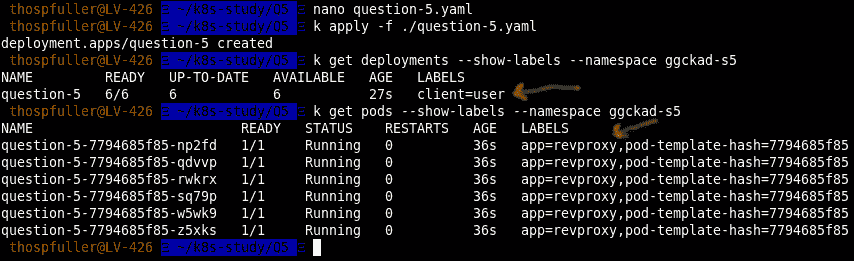 thospfuller@LV-426 ~/k8s-study/C5 nano question-5.yaml
thospfuller@LV-426 ~/k8s-study/C5 k apply -f ./question-5.yaml
deployment.apps/question-5 created
thospfuller@LV-426 ~/k8s-study/C5 k get deployments --show-labels --namespace ggckad-s5
NAME READY UP-TO-DATE AVAILABLE AGE LABELS
question-5 6/6 6 6 27s client=user
thospfuller@LV-426 ~/k8s-study/C5 k get pods --show-labels --namespace ggckad-s5
NAME READY STATUS RESTARTS AGE LABELS
question-5-7794685f85-np2fd 1/1 Running 0 36s app=revproxy,pod-template-hash=7794685f85
question-5-7794685f85-qdvvp 1/1 Running 0 36s app=revproxy,pod-template-hash=7794685f85
question-5-7794685f85-rwkrx 1/1 Running 0 36s app=revproxy,pod-template-hash=7794685f85
question-5-7794685f85-sq79p 1/1 Running 0 36s app=revproxy,pod-template-hash=7794685f85
question-5-7794685f85-w5wk9 1/1 Running 0 36s app=revproxy,pod-template-hash=7794685f85
question-5-7794685f85-z5xks 1/1 Running 0 36s app=revproxy,pod-template-hash=7794685f85
thospfuller@LV-426 ~/k8s-study/C5